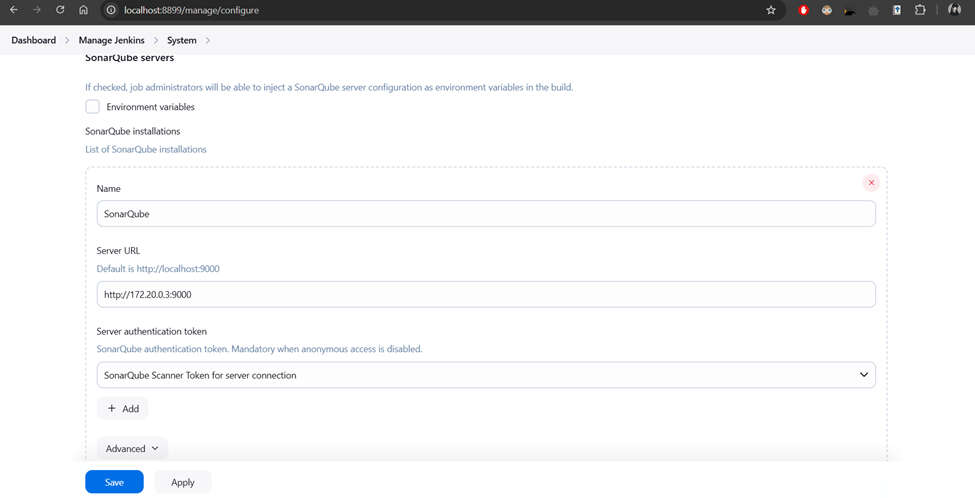 localhost:8899/manage/configure
Dashboard > Manage Jenkins > System >
SonarQube servers
If checked, job administrators will be able to inject a SonarQube server configuration as environment variables in the build.
Environment variables
SonarQube installations
List of SonarQube installations
Name
SonarQube
Server URL
Default is http://localhost:9000
http://172.20.0.3:9000
Server authentication token
SonarQube authentication token. Mandatory when anonymous access is disabled.
SonarQube Scanner Token for server connection
+ Add
Advanced
Save Apply